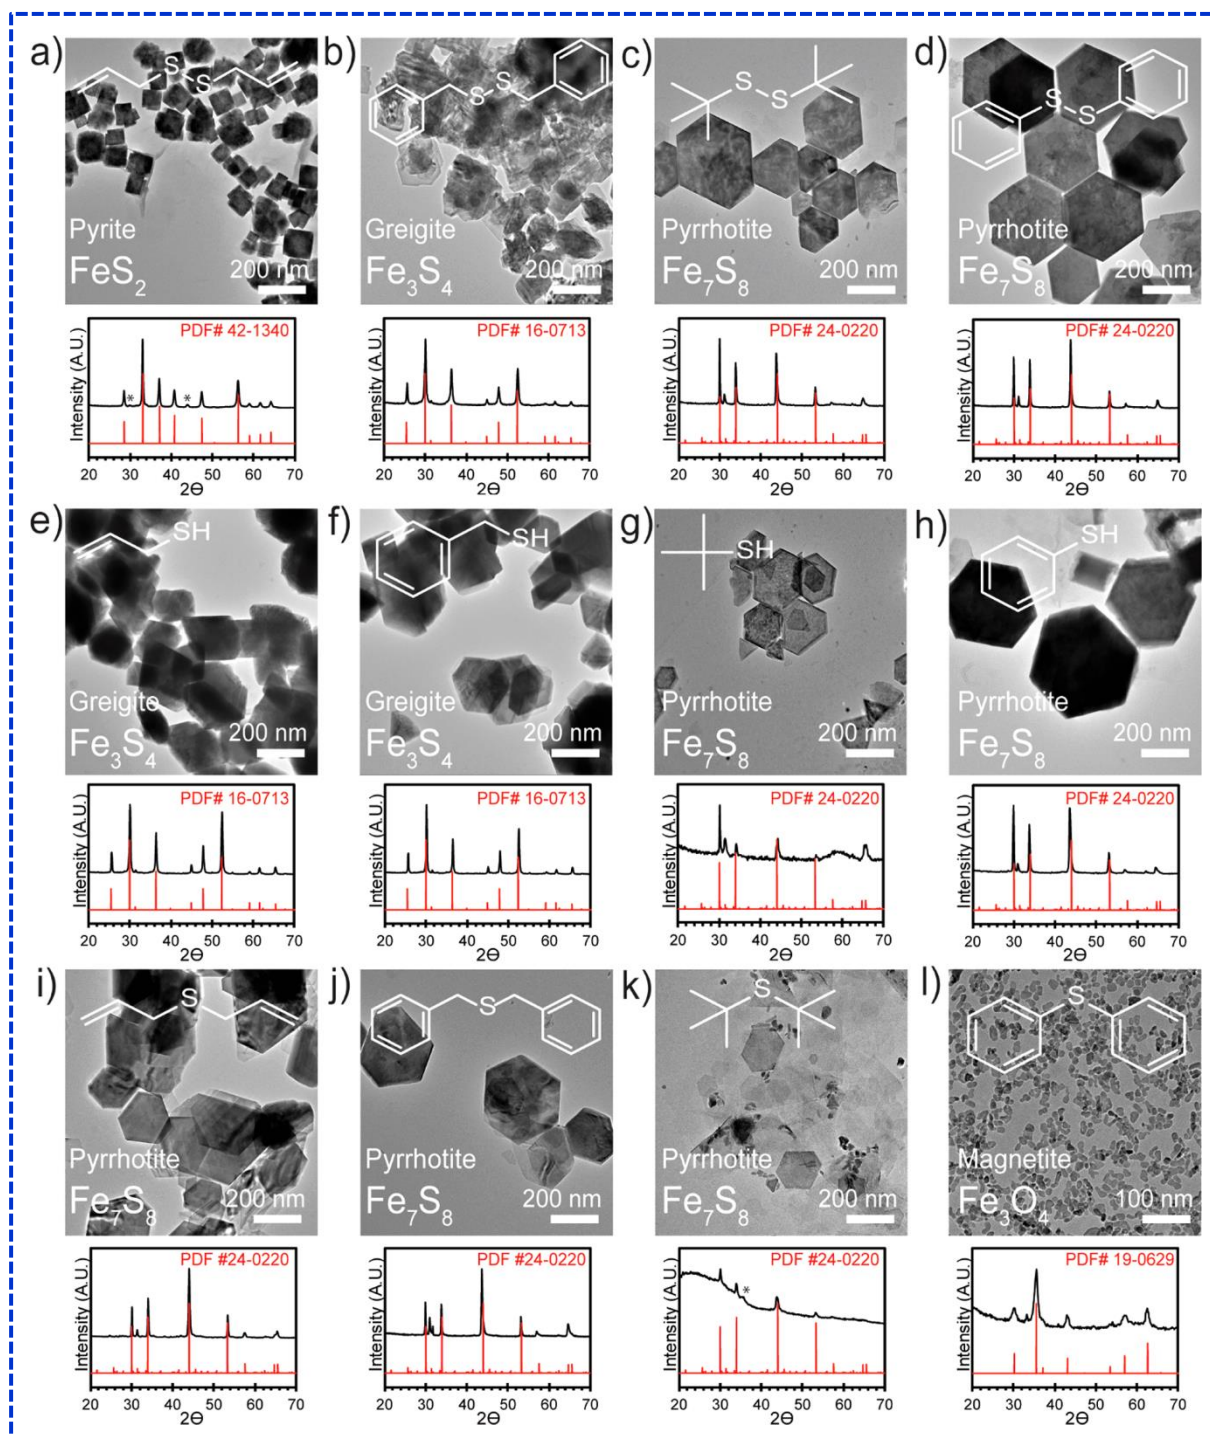 a)
S
S
Pyrite
FeS2
200 nm
b)
S
S
Greigite
Fe3S4
200 nm
c)
S
S
Pyrrhotite
Fe7S8
200 nm
d)
S
S
Pyrrhotite
Fe7S8
200 nm
PDF# 42-1340
Intensity (A.U.)
*
*
20 30 40 50 60 70
2Θ
PDF# 16-0713
Intensity (A.U.)
20 30 40 50 60 70
2Θ
PDF# 24-0220
Intensity (A.U.)
20 30 40 50 60 70
2Θ
PDF# 24-0220
Intensity (A.U.)
20 30 40 50 60 70
2Θ
e)
SH
Greigite
Fe3S4
200 nm
f)
SH
Greigite
Fe3S4
200 nm
g)
SH
Pyrrhotite
Fe7S8
200 nm
h)
SH
Pyrrhotite
Fe7S8
200 nm
PDF# 16-0713
Intensity (A.U.)
20 30 40 50 60 70
2Θ
PDF# 16-0713
Intensity (A.U.)
20 30 40 50 60 70
2Θ
PDF# 24-0220
Intensity (A.U.)
20 30 40 50 60 70
2Θ
PDF# 24-0220
Intensity (A.U.)
20 30 40 50 60 70
2Θ
i)
S
Pyrrhotite
Fe7S8
200 nm
j)
S
Pyrrhotite
Fe7S8
200 nm
k)
S
Pyrrhotite
Fe7S8
200 nm
l)
S
Magnetite
Fe3O4
100 nm
PDF #24-0220
Intensity (A.U.)
20 30 40 50 60 70
2Θ
PDF #24-0220
Intensity (A.U.)
20 30 40 50 60 70
2Θ
PDF #24-0220
Intensity (A.U.)
*
20 30 40 50 60 70
2Θ
PDF# 19-0629
Intensity (A.U.)
20 30 40 50 60 70
2Θ